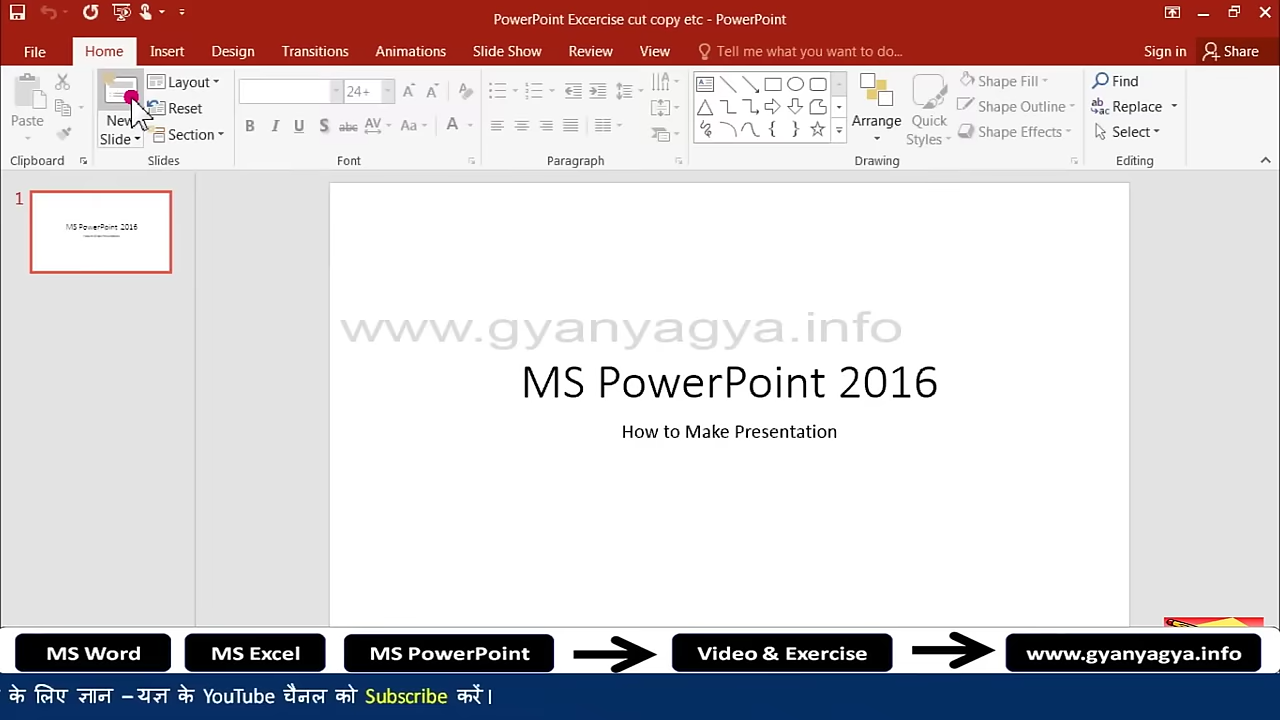 PowerPoint Excercise cut copy etc - PowerPoint
File Home Insert Design Transitions Animations Slide Show Review View Tell me what you want to do... Sign in Share
Paste
Clipboard
New Slide
Layout
Reset
Section
Slides
24+
B I U S abc AV Aa A
Font
Paragraph
Arrange
Quick Styles
Shape Fill
Shape Outline
Shape Effects
Drawing
Find
Replace
Select
Editing
1
MS PowerPoint 2016
www.gyanyagya.info
MS PowerPoint 2016
How to Make Presentation
MS Word MS Excel MS PowerPoint Video & Exercise www.gyanyagya.info
के लिए ज्ञान –यज्ञ के YouTube चैनल को Subscribe करें।